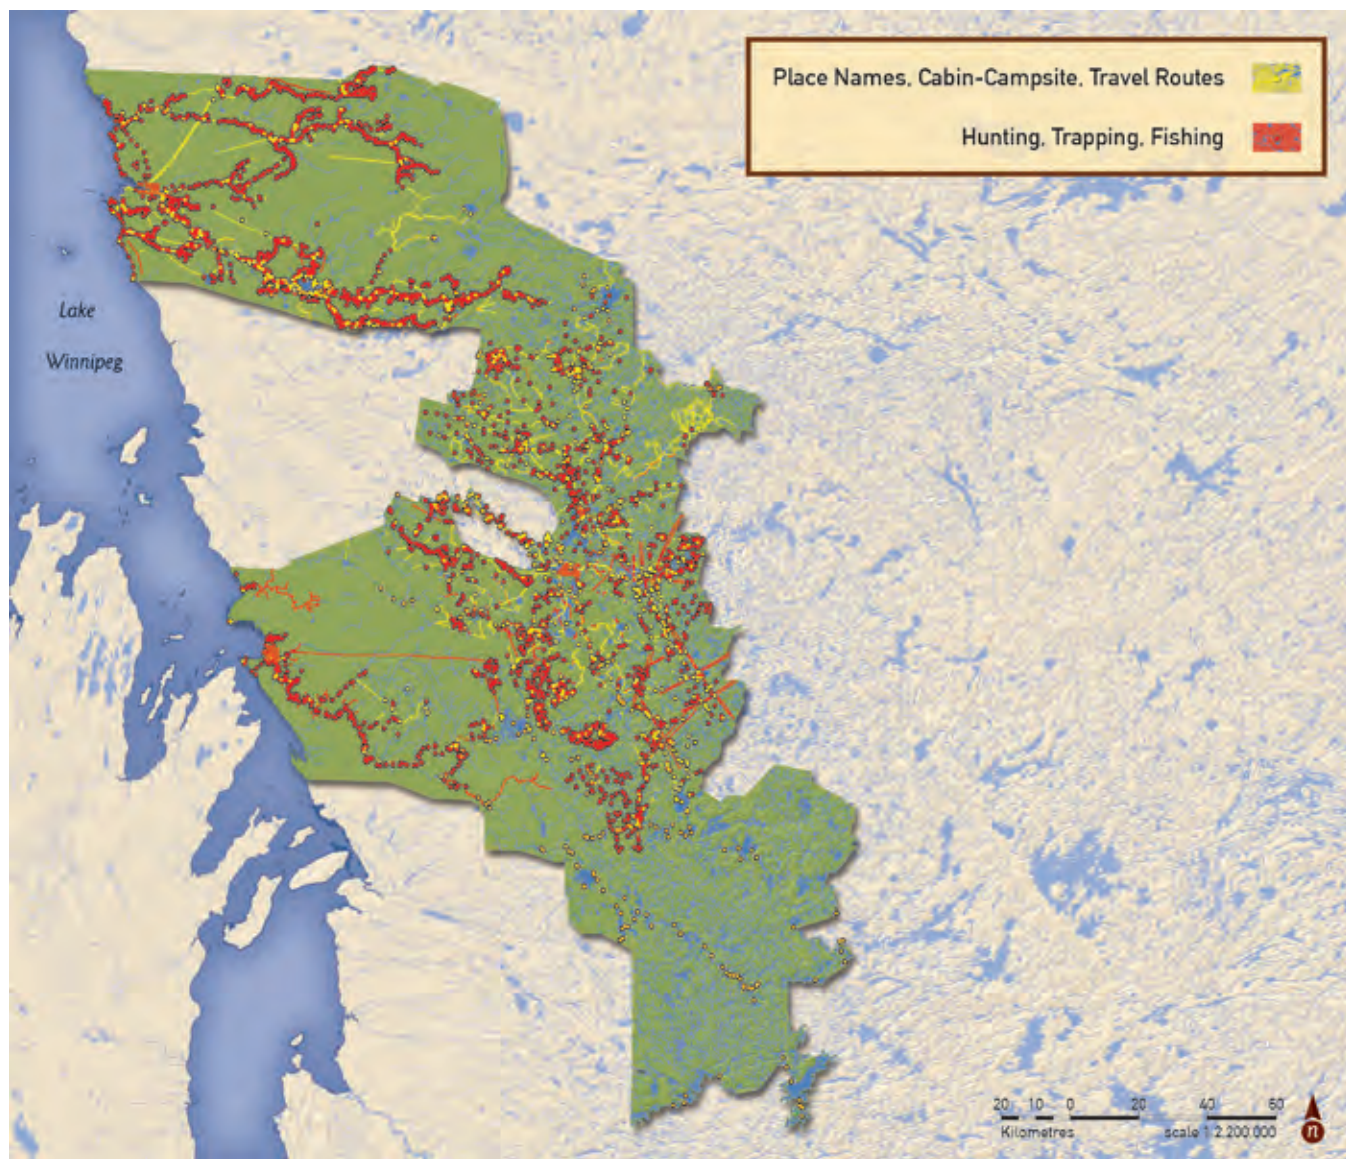 Place Names, Cabin-Campsite, Travel Routes
Hunting, Trapping, Fishing
Lake
Winnipeg
20 10 0 20 40 60
Kilometres scale 1:2.200.000
n